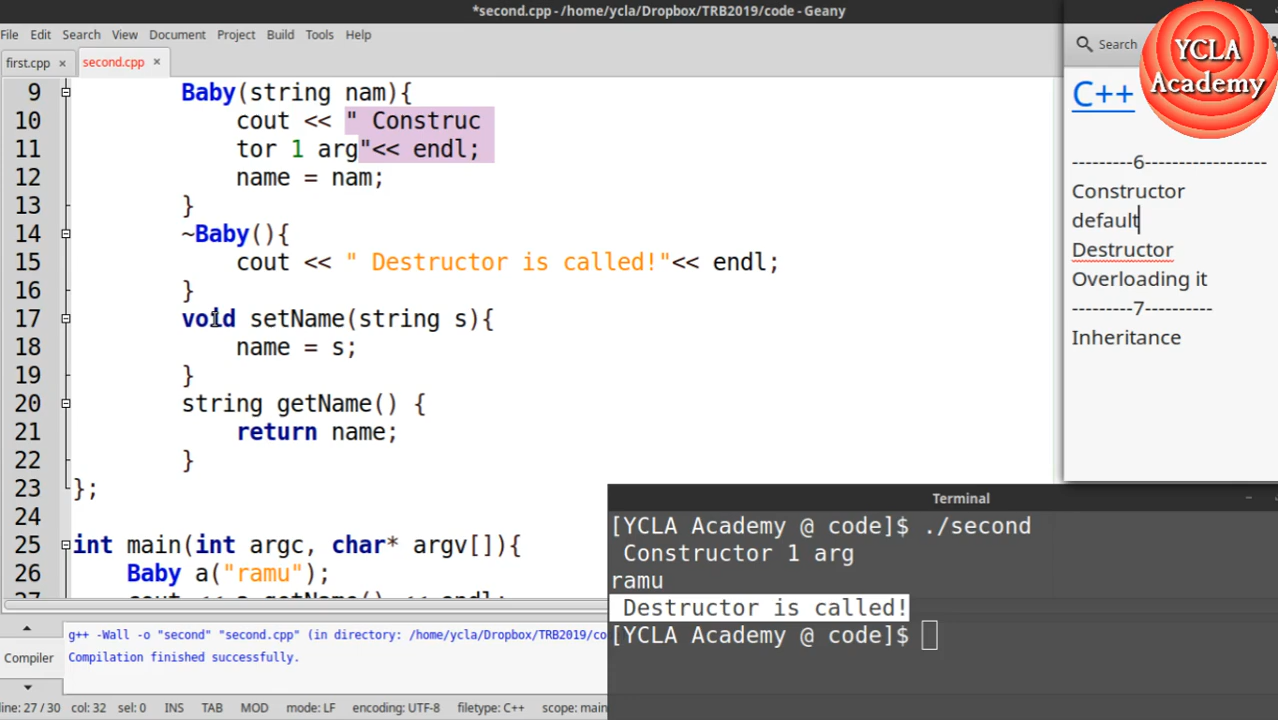 *second.cpp - /home/ycla/Dropbox/TRB2019/code - Geany
File Edit Search View Document Project Build Tools Help
first.cpp × second.cpp ×
9 Baby(string nam){
10 cout << " Construc
11 tor 1 arg"<< endl;
12 name = nam;
13 }
14 ~Baby(){
15 cout << " Destructor is called!"<< endl;
16 }
17 void setName(string s){
18 name = s;
19 }
20 string getName() {
21 return name;
22 }
23 };
24
25 int main(int argc, char* argv[]){
26 Baby a("ramu");
27 cout << a.getName() << endl;
Compiler
g++ -Wall -o "second" "second.cpp" (in directory: /home/ycla/Dropbox/TRB2019/co
Compilation finished successfully.
line: 27 / 30 col: 32 sel: 0 INS TAB MOD mode: LF encoding: UTF-8 filetype: C++ scope: main
Search
YCLA
Academy
C++
---------6------------------
Constructor
default
Destructor
Overloading it
---------7----------
Inheritance
Terminal
[YCLA Academy @ code]$ ./second
Constructor 1 arg
ramu
Destructor is called!
[YCLA Academy @ code]$